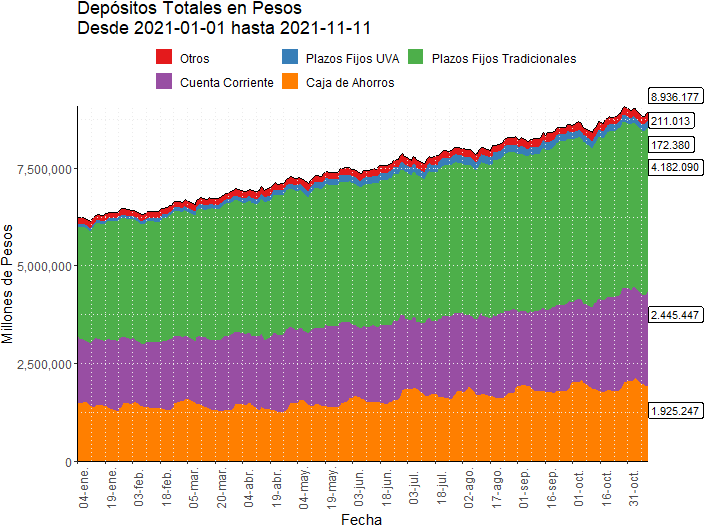 Depósitos Totales en Pesos
Desde 2021-01-01 hasta 2021-11-11
Otros
Plazos Fijos UVA
Plazos Fijos Tradicionales
Cuenta Corriente
Caja de Ahorros
8.936.177
211.013
172.380
4.182.090
2.445.447
1.925.247
7,500,000
5,000,000
2,500,000
0
Millones de Pesos
04-ene.
19-ene.
03-feb.
18-feb.
05-mar.
20-mar.
04-abr.
19-abr.
04-may.
19-may.
03-jun.
18-jun.
03-jul.
18-jul.
02-ago.
17-ago.
01-sep.
16-sep.
01-oct.
16-oct.
31-oct.
Fecha